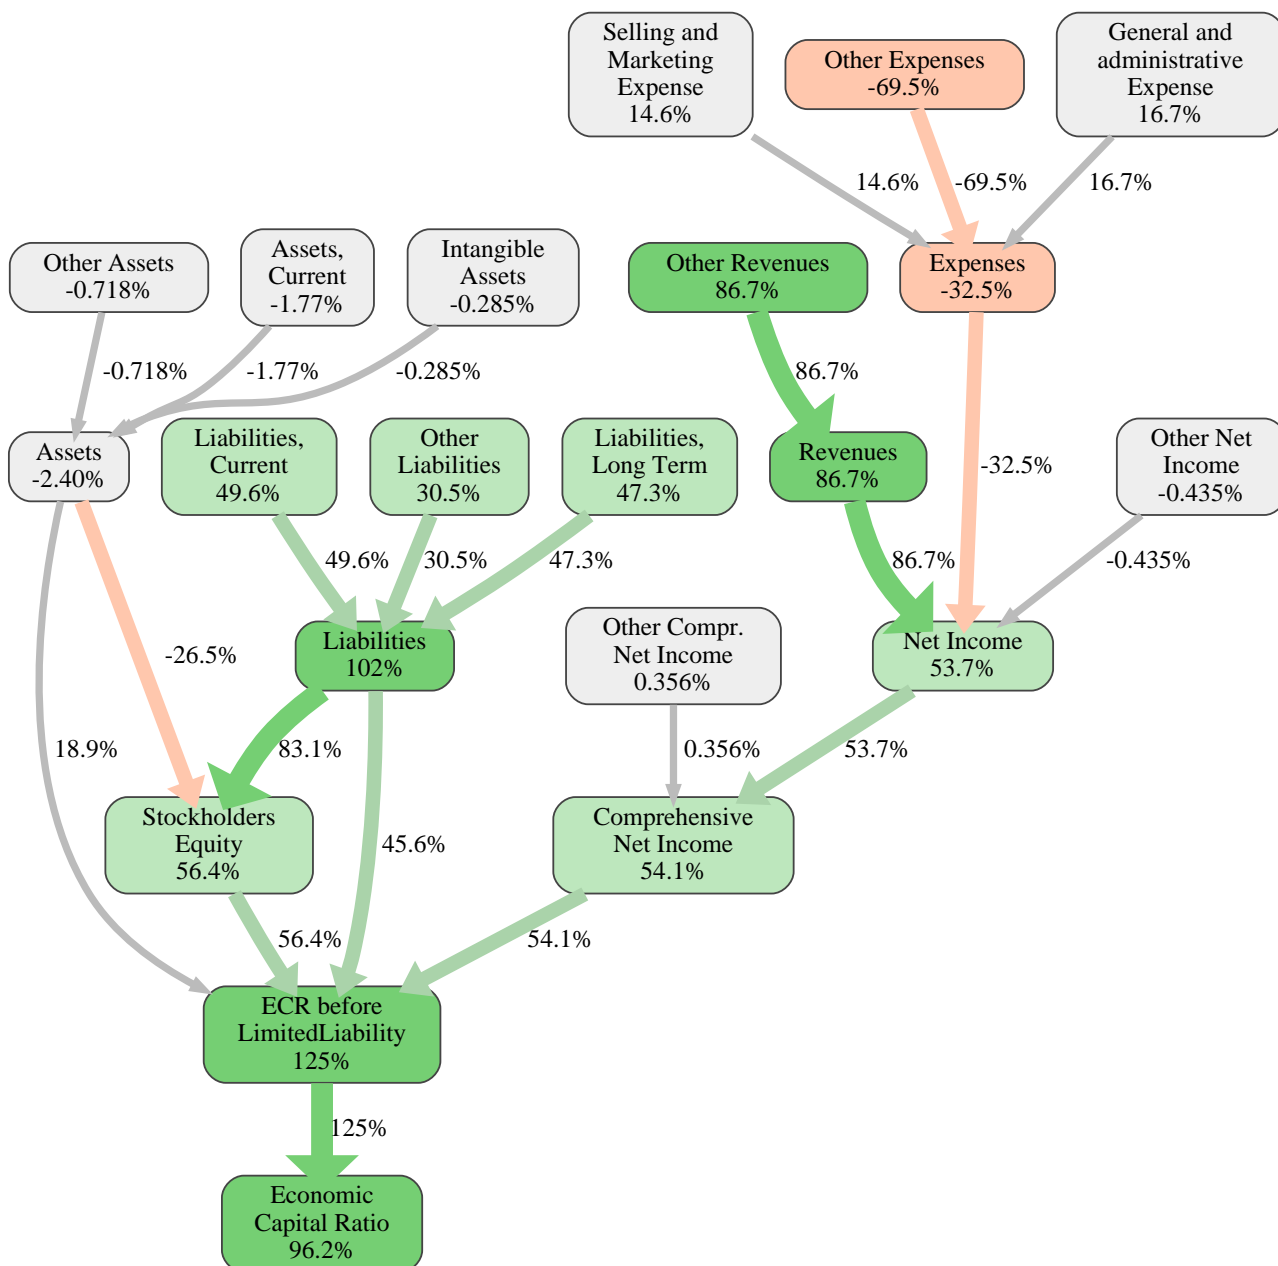 Selling and
Marketing
Expense
14.6%
Other Expenses
-69.5%
General and
administrative
Expense
16.7%
14.6%
-69.5%
16.7%
Other Assets
-0.718%
Assets,
Current
-1.77%
Intangible
Assets
-0.285%
Other Revenues
86.7%
Expenses
-32.5%
-0.718%
-1.77%
-0.285%
86.7%
-32.5%
Assets
-2.40%
Liabilities,
Current
49.6%
Other
Liabilities
30.5%
Liabilities,
Long Term
47.3%
Revenues
86.7%
Other Net
Income
-0.435%
49.6%
30.5%
47.3%
86.7%
-0.435%
Liabilities
102%
Other Compr.
Net Income
0.356%
Net Income
53.7%
-26.5%
18.9%
83.1%
0.356%
53.7%
Stockholders
Equity
56.4%
45.6%
Comprehensive
Net Income
54.1%
56.4%
54.1%
ECR before
LimitedLiability
125%
125%
Economic
Capital Ratio
96.2%